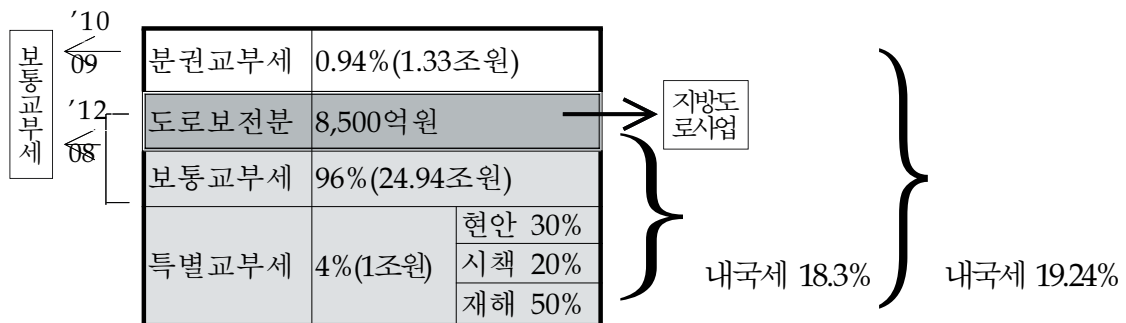 보통교부세
'10
09
'12
08
분권교부세 0.94%(1.33조원)
도로보전분 8,500억원
지방도
로사업
보통교부세 96%(24.94조원)
특별교부세 4%(1조원)
현안 30%
시책 20%
재해 50%
내국세 18.3%
내국세 19.24%